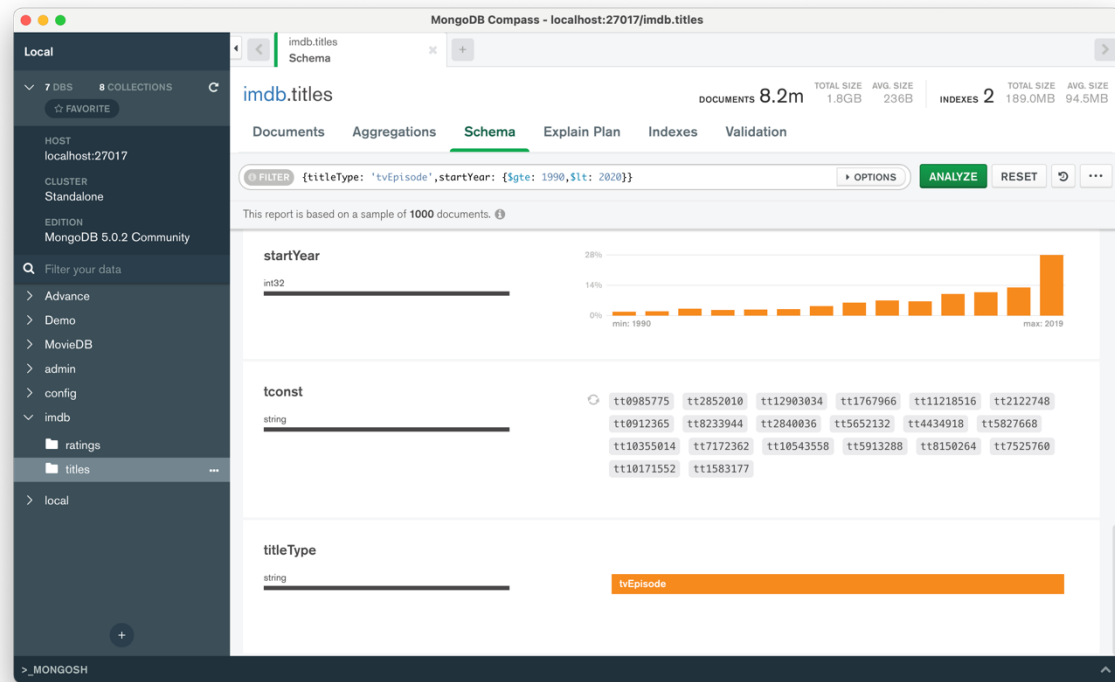 MongoDB Compass - localhost:27017/imdb.titles
Local
7 DBS 8 COLLECTIONS
FAVORITE
HOST
localhost:27017
CLUSTER
Standalone
EDITION
MongoDB 5.0.2 Community
Filter your data
Advance
Demo
MovieDB
admin
config
imdb
ratings
titles
local
>_MONGOSH
imdb.titles
Schema
imdb.titles
DOCUMENTS 8.2m TOTAL SIZE 1.8GB AVG. SIZE 236B INDEXES 2 TOTAL SIZE 189.0MB AVG. SIZE 94.5MB
Documents Aggregations Schema Explain Plan Indexes Validation
FILTER {titleType: 'tvEpisode',startYear: {$gte: 1990,$lt: 2020}} OPTIONS ANALYZE RESET
This report is based on a sample of 1000 documents.
startYear
int32
28%
14%
0%
min: 1990 max: 2019
tconst
string
tt0985775 tt2852010 tt12903034 tt1767966 tt11218516 tt2122748
tt0912365 tt8233944 tt2840036 tt5652132 tt4434918 tt5827668
tt10355014 tt7172362 tt10543558 tt5913288 tt8150264 tt7525760
tt10171552 tt1583177
titleType
string
tvEpisode